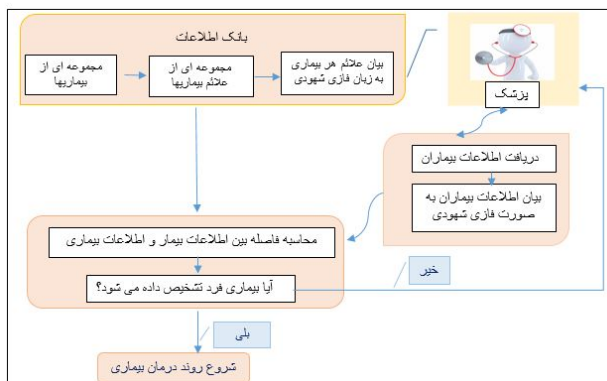 بانک اطلاعات
مجموعه ای از
بیماریها
مجموعه ای از
علائم بیماریها
بیان علائم هر بیماری
به زبان فازی شهودی
پزشک
دریافت اطلاعات بیماران
بیان اطلاعات بیماران به
صورت فازی شهودی
محاسبه فاصله بین اطلاعات بیمار و اطلاعات بیماری
آیا بیماری فرد تشخیص داده می شود؟
خیر
بلی
شروع روند درمان بیماری